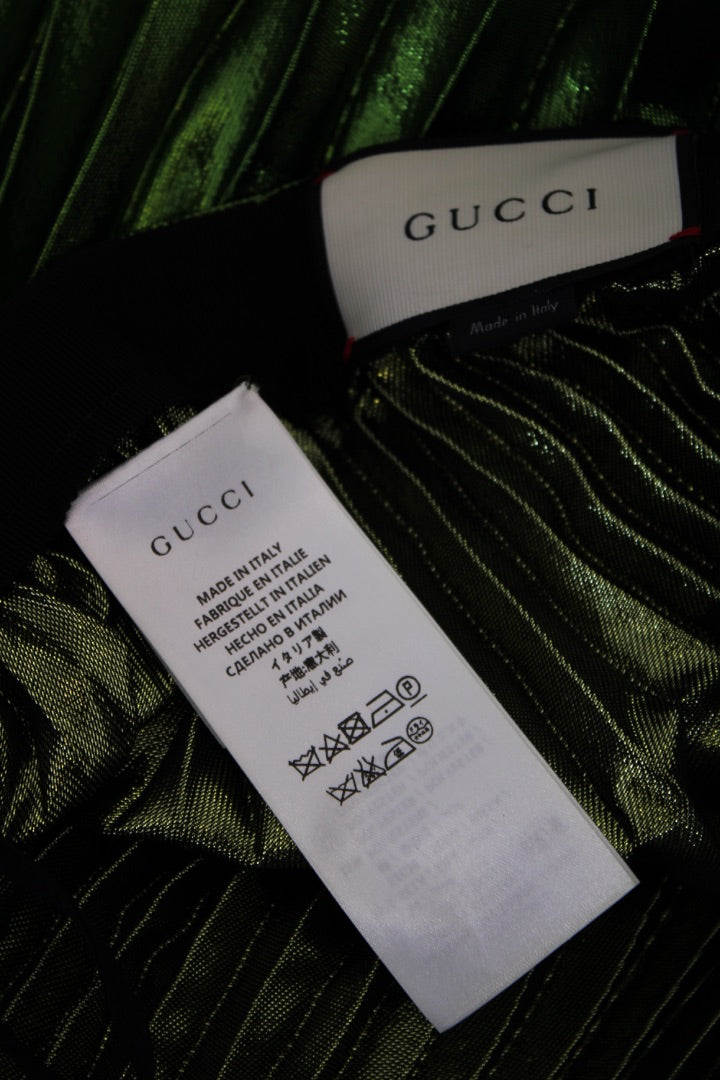 GUCCI
Made in Italy
GUCCI
MADE IN ITALY
FABRIQUE EN ITALIE
HERGESTELLT IN ITALIEN
HECHO EN ITALIA
СДЕЛАНО В ИТАЛИИ
イタリア製
产地:意大利
صنع في إيطاليا
P